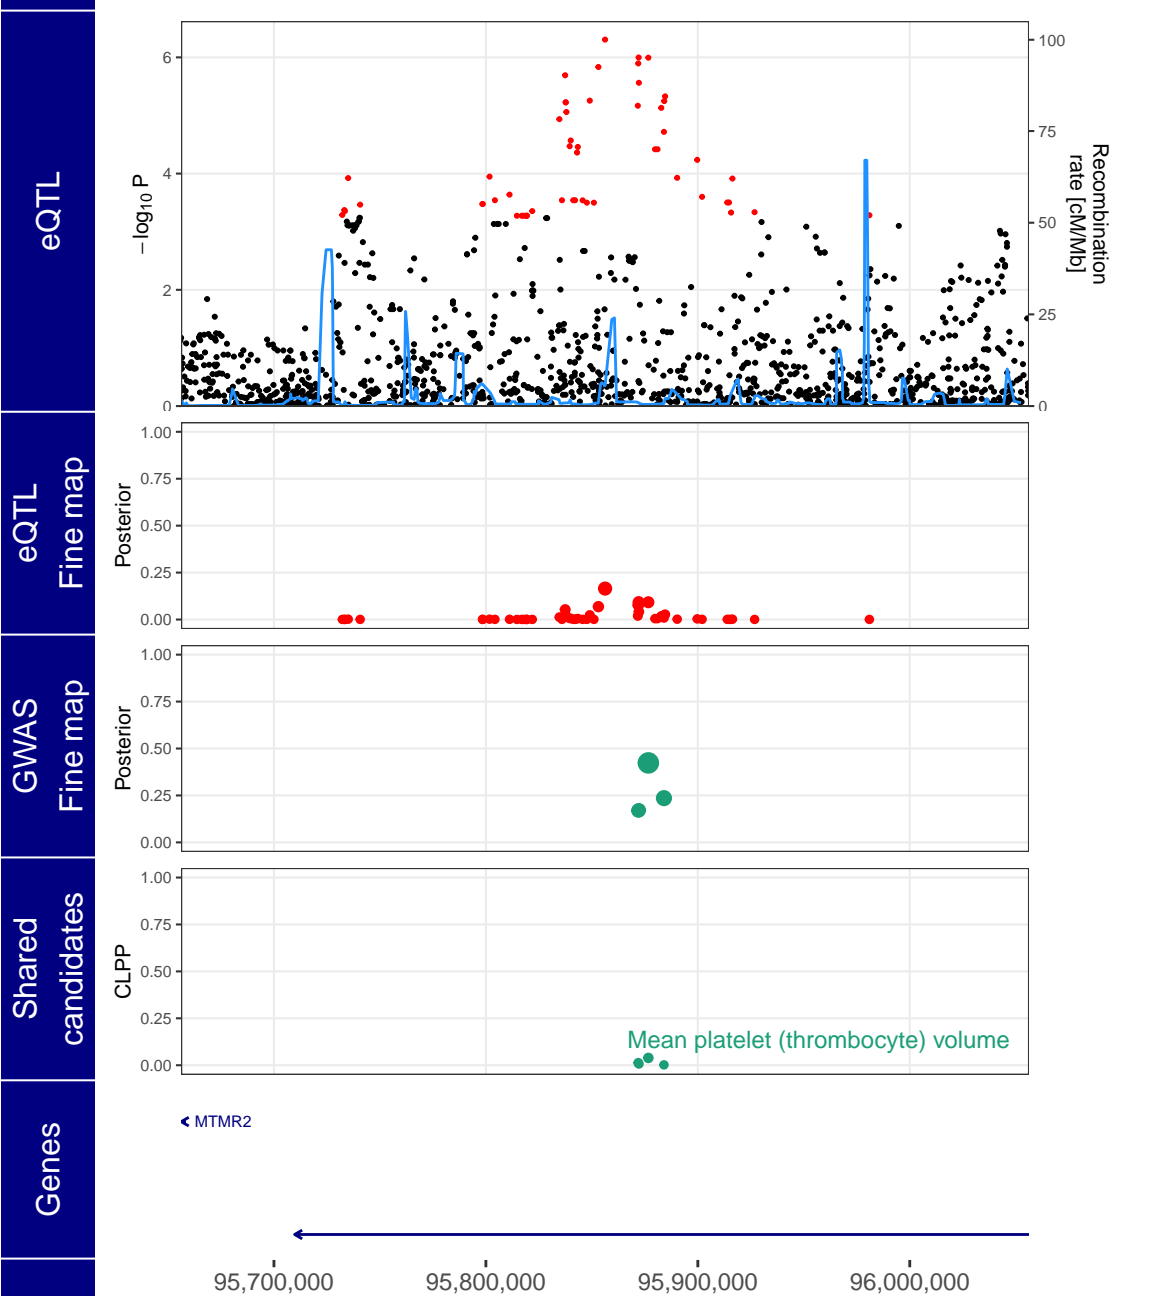 eQTL
−log10 P
6
4
2
0
100
75
50
25
0
Recombination
rate [cM/Mb]
eQTL
Fine map
Posterior
1.00
0.75
0.50
0.25
0.00
GWAS
Fine map
Posterior
1.00
0.75
0.50
0.25
0.00
Shared
candidates
CLPP
1.00
0.75
0.50
0.25
0.00
Mean platelet (thrombocyte) volume
Genes
MTMR2
95,700,000
95,800,000
95,900,000
96,000,000